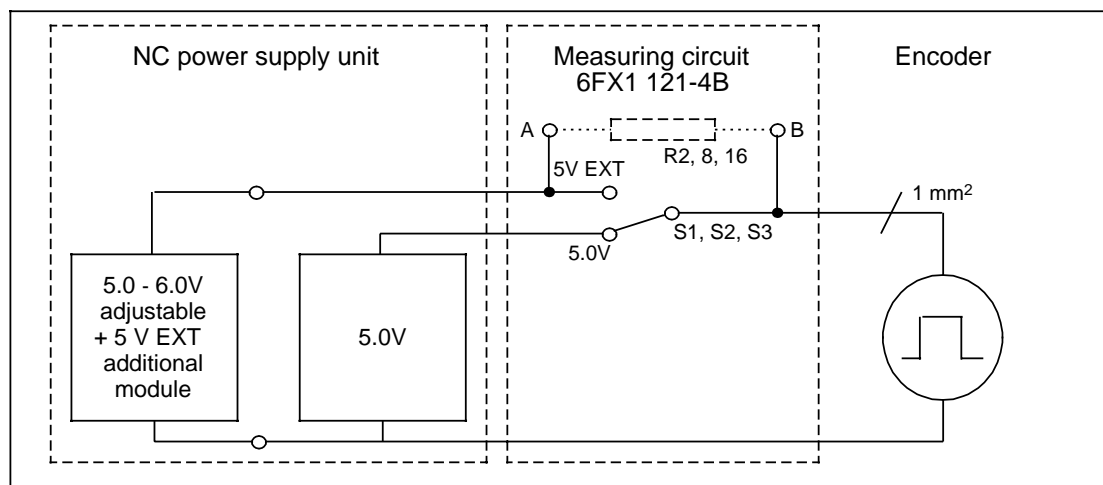 NC power supply unit
Measuring circuit
6FX1 121-4B
Encoder
A
B
R2, 8, 16
5V EXT
1 mm²
S1, S2, S3
5.0V
5.0 - 6.0V
adjustable
+ 5 V EXT
additional
module
5.0V